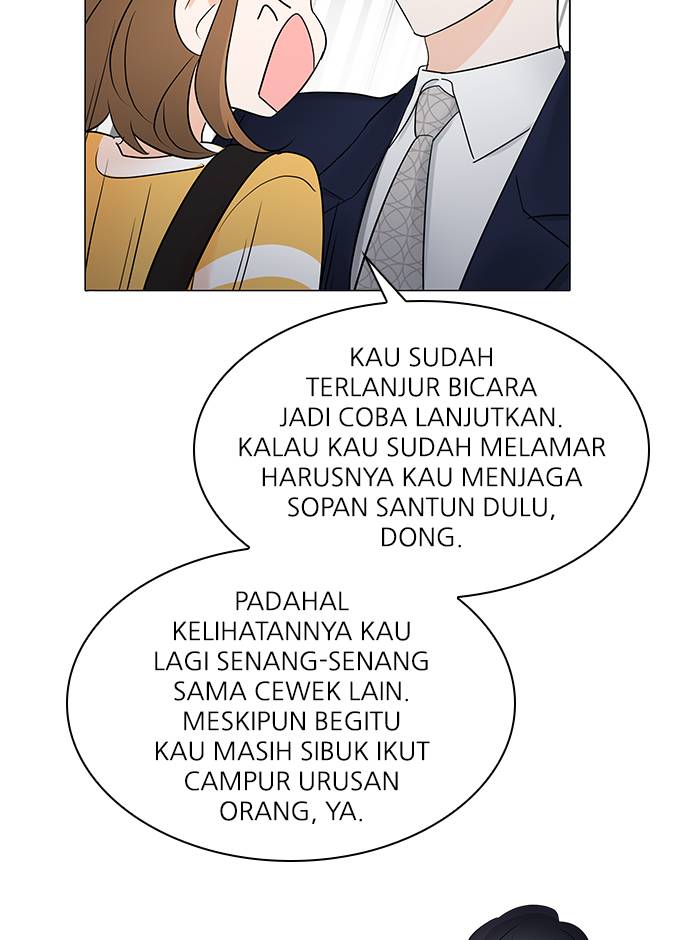 KAU SUDAH
TERLANJUR BICARA
JADI COBA LANJUTKAN.
KALAU KAU SUDAH MELAMAR
HARUSNYA KAU MENJAGA
SOPAN SANTUN DULU,
DONG.
PADAHAL
KELIHATANNYA KAU
LAGI SENANG-SENANG
SAMA CEWEK LAIN.
MESKIPUN BEGITU
KAU MASIH SIBUK IKUT
CAMPUR URUSAN
ORANG, YA.